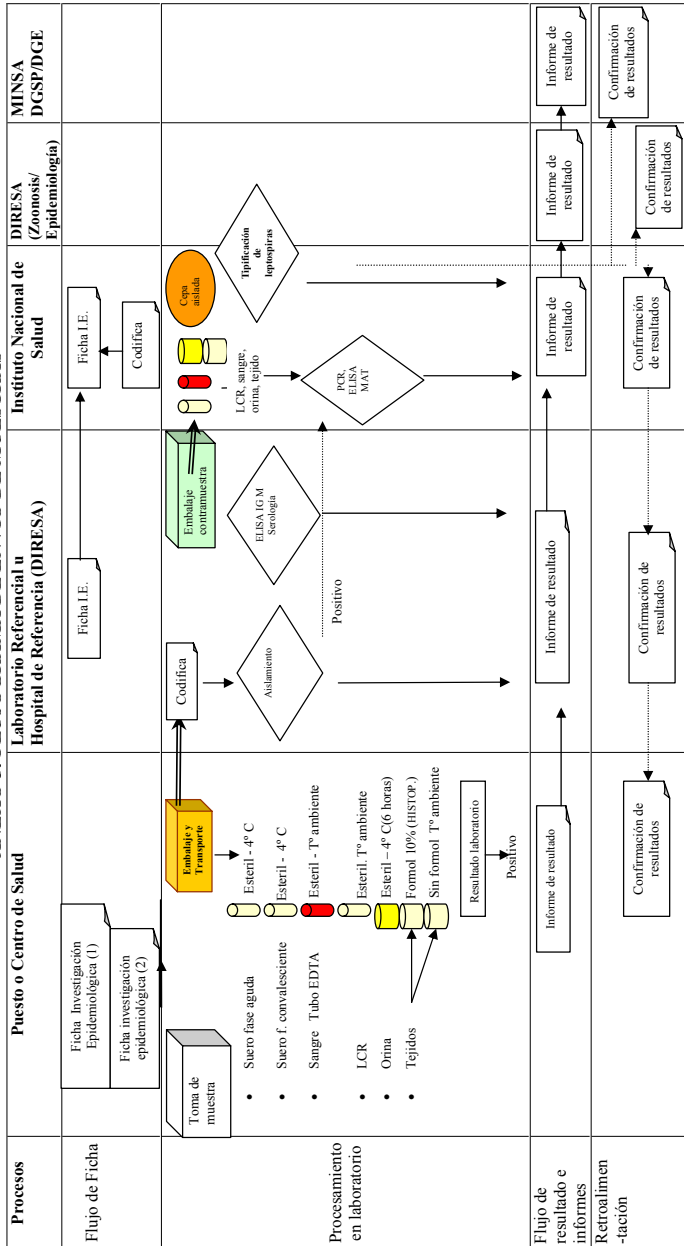 Procesos
Puesto o Centro de Salud
Laboratorio Referencial u
Hospital de Referencia (DIRESA)
Instituto Nacional de
Salud
DIRESA
(Zoonosis/
Epidemiología)
MINSA
DGSP/DGE
Flujo de Ficha
Ficha Investigación
Epidemiológica (1)
Ficha investigación
epidemiológica (2)
Ficha I.E.
Ficha I.E.
Codifica
Procesamiento
en laboratorio
Toma de
muestra
• Suero fase aguda
• Suero f. convalesciente
• Sangre Tubo EDTA
• LCR
• Orina
• Tejidos
Embalaje y
Transporte
Esteril - 4º C
Esteril - 4º C
Esteril - Tº ambiente
Esteril. Tº ambiente
Esteril – 4º C(6 horas)
Formol 10% (HISTOP.)
Sin formol Tº ambiente
Resultado laboratorio
Positivo
Codifica
Aislamiento
Positivo
Embalaje
contramuestra
ELISA IG M
Serología
LCR, sangre,
orina, tejido
PCR,
ELISA
MAT
Cepa
aislada
Tipificación
de
leptospiras
Flujo de
resultado e
informes
Informe de resultado
Informe de resultado
Informe de
resultado
Informe de
resultado
Informe de
resultado
Retroalimen
-tación
Confirmación de
resultados
Confirmación de
resultados
Confirmación
de resultados
Confirmación
de resultados
Confirmación
de resultados